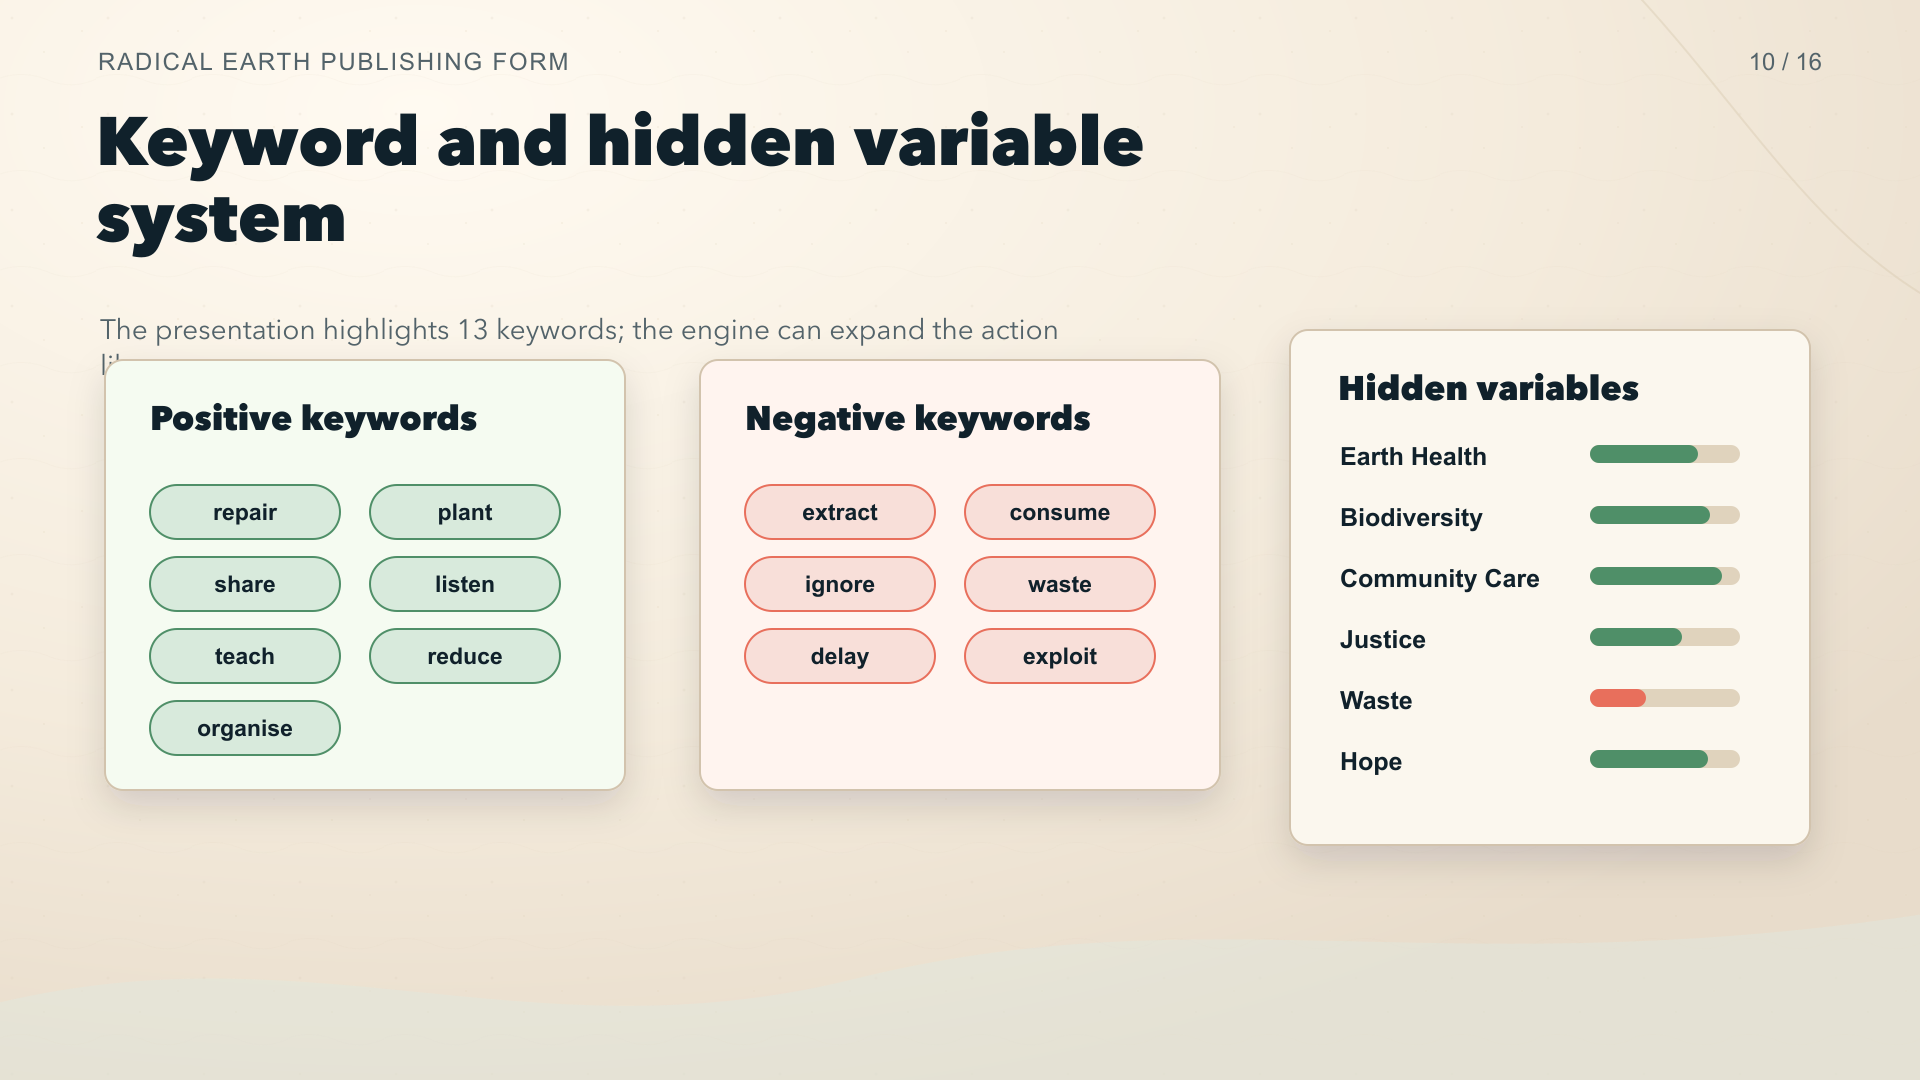 RADICAL EARTH PUBLISHING FORM
10 / 16
Keyword and hidden variable
system
The presentation highlights 13 keywords; the engine can expand the action
Positive keywords
repair
plant
share
listen
teach
reduce
organise
Negative keywords
extract
consume
ignore
waste
delay
exploit
Hidden variables
Earth Health
Biodiversity
Community Care
Justice
Waste
Hope